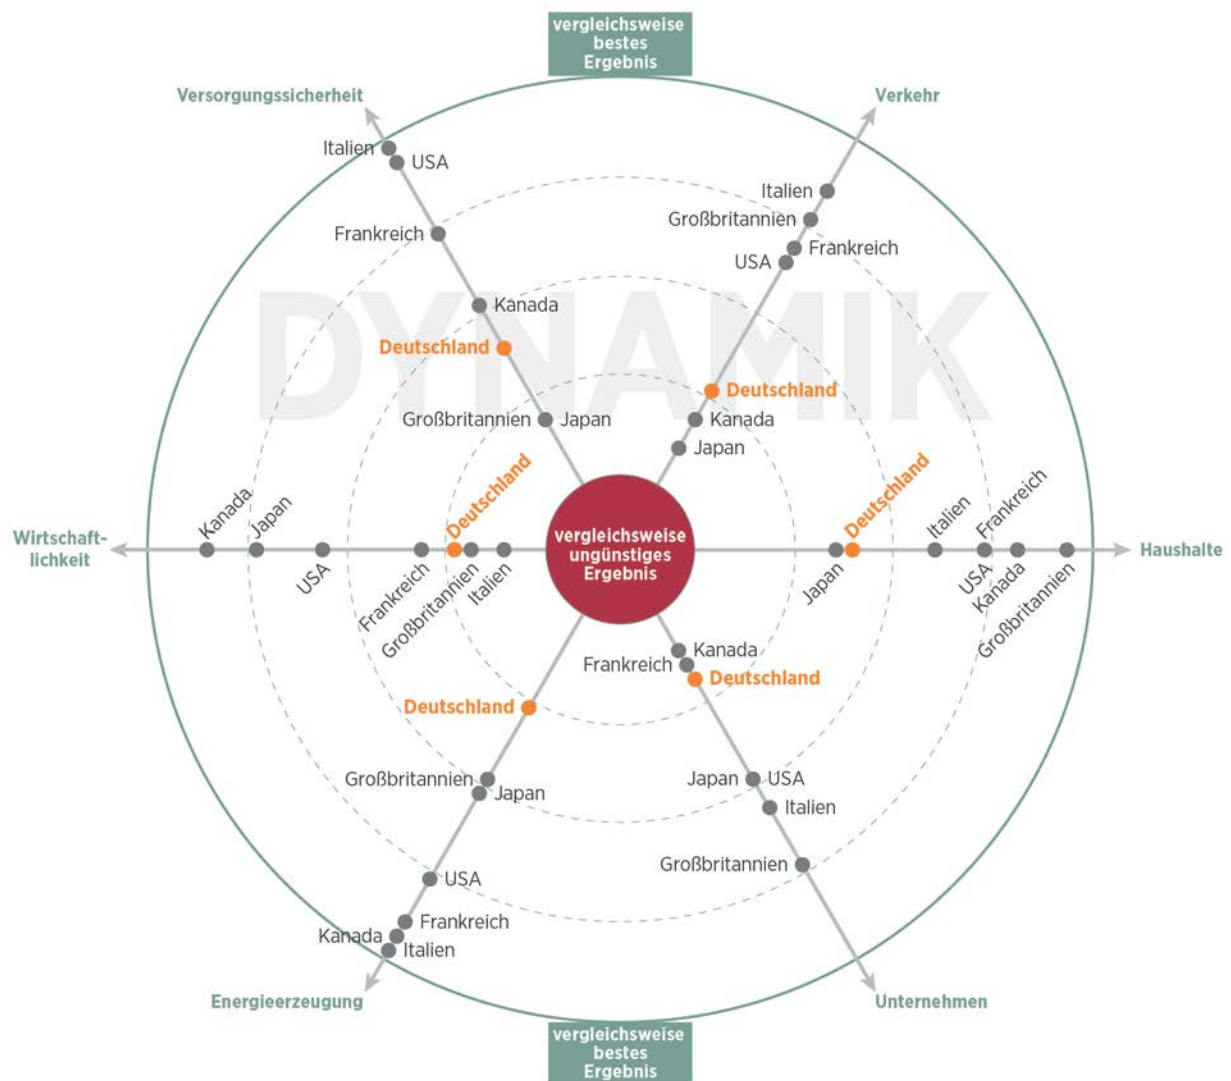 vergleichsweise
bestes
Ergebnis
Versorgungssicherheit
Verkehr
Italien
USA
Italien
Großbritannien
Frankreich
Frankreich
USA
Kanada
DYNAMIK
Deutschland
Deutschland
Großbritannien
Japan
Kanada
Japan
Wirtschaft-
lichkeit
Kanada
Japan
USA
Frankreich
Deutschland
Großbritannien
Italien
vergleichsweise
ungünstiges
Ergebnis
Japan
Deutschland
Italien
Frankreich
USA
Kanada
Großbritannien
Haushalte
Kanada
Frankreich
Deutschland
Deutschland
Großbritannien
Japan
Japan
USA
Italien
Großbritannien
USA
Frankreich
Kanada
Italien
Energieerzeugung
Unternehmen
vergleichsweise
bestes
Ergebnis